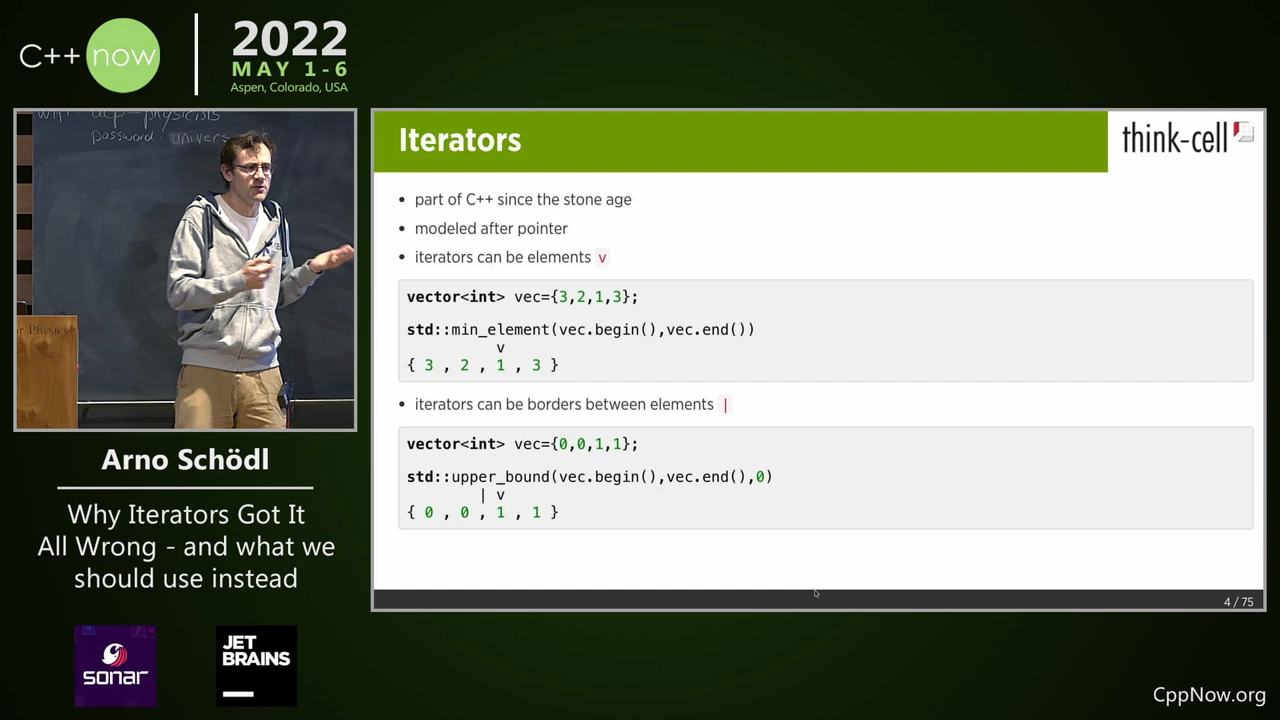 C++ now
2022
MAY 1-6
Aspen, Colorado, USA
password: univers
or Physics
Arno Schödl
Why Iterators Got It
All Wrong - and what we
should use instead
sonar
JET
BRAINS
Iterators
think-cell
• part of C++ since the stone age
• modeled after pointer
• iterators can be elements v
vector<int> vec={3,2,1,3};
std::min_element(vec.begin(),vec.end())
v
{ 3 , 2 , 1 , 3 }
• iterators can be borders between elements |
vector<int> vec={0,0,1,1};
std::upper_bound(vec.begin(),vec.end(),0)
| v
{ 0 , 0 , 1 , 1 }
4 / 75
CppNow.org